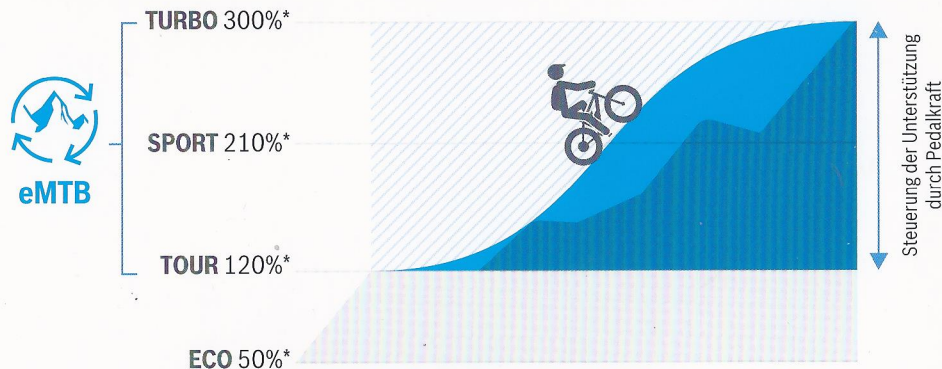 TURBO 300%*
SPORT 210%*
eMTB
TOUR 120%*
ECO 50%*
Steuerung der Unterstützung
durch Pedalkraft